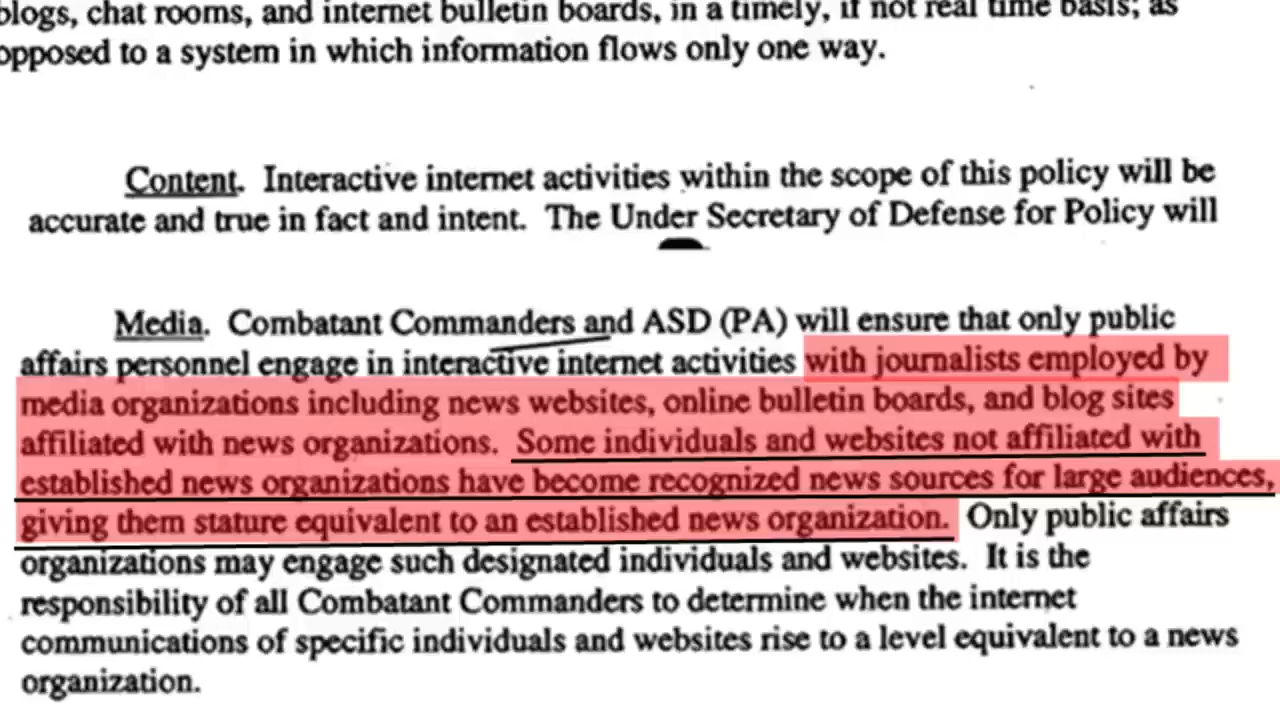 blogs, chat rooms, and internet bulletin boards, in a timely, if not real time basis; as
opposed to a system in which information flows only one way.
Content. Interactive internet activities within the scope of this policy will be
accurate and true in fact and intent. The Under Secretary of Defense for Policy will
Media. Combatant Commanders and ASD (PA) will ensure that only public
affairs personnel engage in interactive internet activities with journalists employed by
media organizations including news websites, online bulletin boards, and blog sites
affiliated with news organizations. Some individuals and websites not affiliated with
established news organizations have become recognized news sources for large audiences,
giving them stature equivalent to an established news organization. Only public affairs
organizations may engage such designated individuals and websites. It is the
responsibility of all Combatant Commanders to determine when the internet
communications of specific individuals and websites rise to a level equivalent to a news
organization.